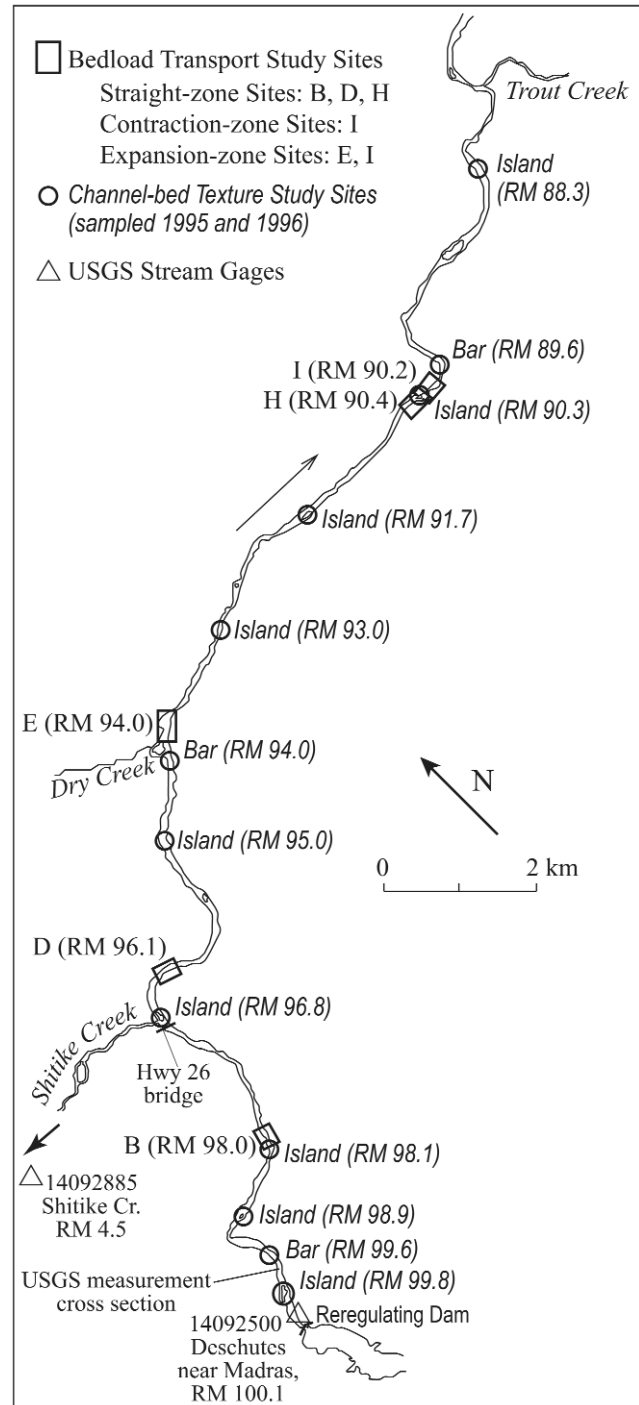 Bedload Transport Study Sites
Straight-zone Sites: B, D, H
Contraction-zone Sites: I
Expansion-zone Sites: E, I
Channel-bed Texture Study Sites
(sampled 1995 and 1996)
USGS Stream Gages
Trout Creek
Island
(RM 88.3)
Bar (RM 89.6)
I (RM 90.2)
H (RM 90.4)
Island (RM 90.3)
Island (RM 91.7)
Island (RM 93.0)
E (RM 94.0)
Bar (RM 94.0)
Dry Creek
N
Island (RM 95.0)
0 2 km
D (RM 96.1)
Island (RM 96.8)
Shitike Creek
Hwy 26
bridge
B (RM 98.0)
Island (RM 98.1)
14092885
Shitike Cr.
RM 4.5
Island (RM 98.9)
Bar (RM 99.6)
USGS measurement
cross section
Island (RM 99.8)
Reregulating Dam
14092500
Deschutes
near Madras,
RM 100.1